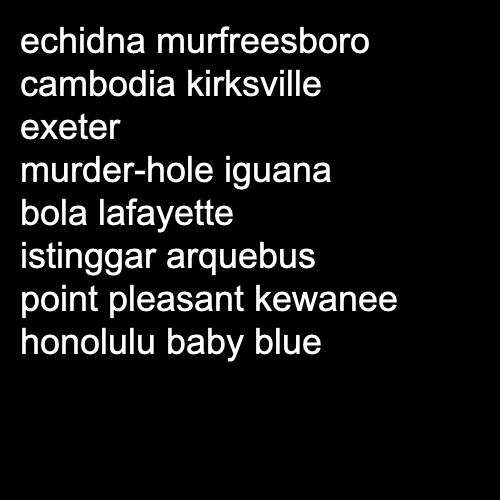 echidna murfreesboro
cambodia kirksville
exeter
murder-hole iguana
bola lafayette
istinggar arquebus
point pleasant kewanee
honolulu baby blue